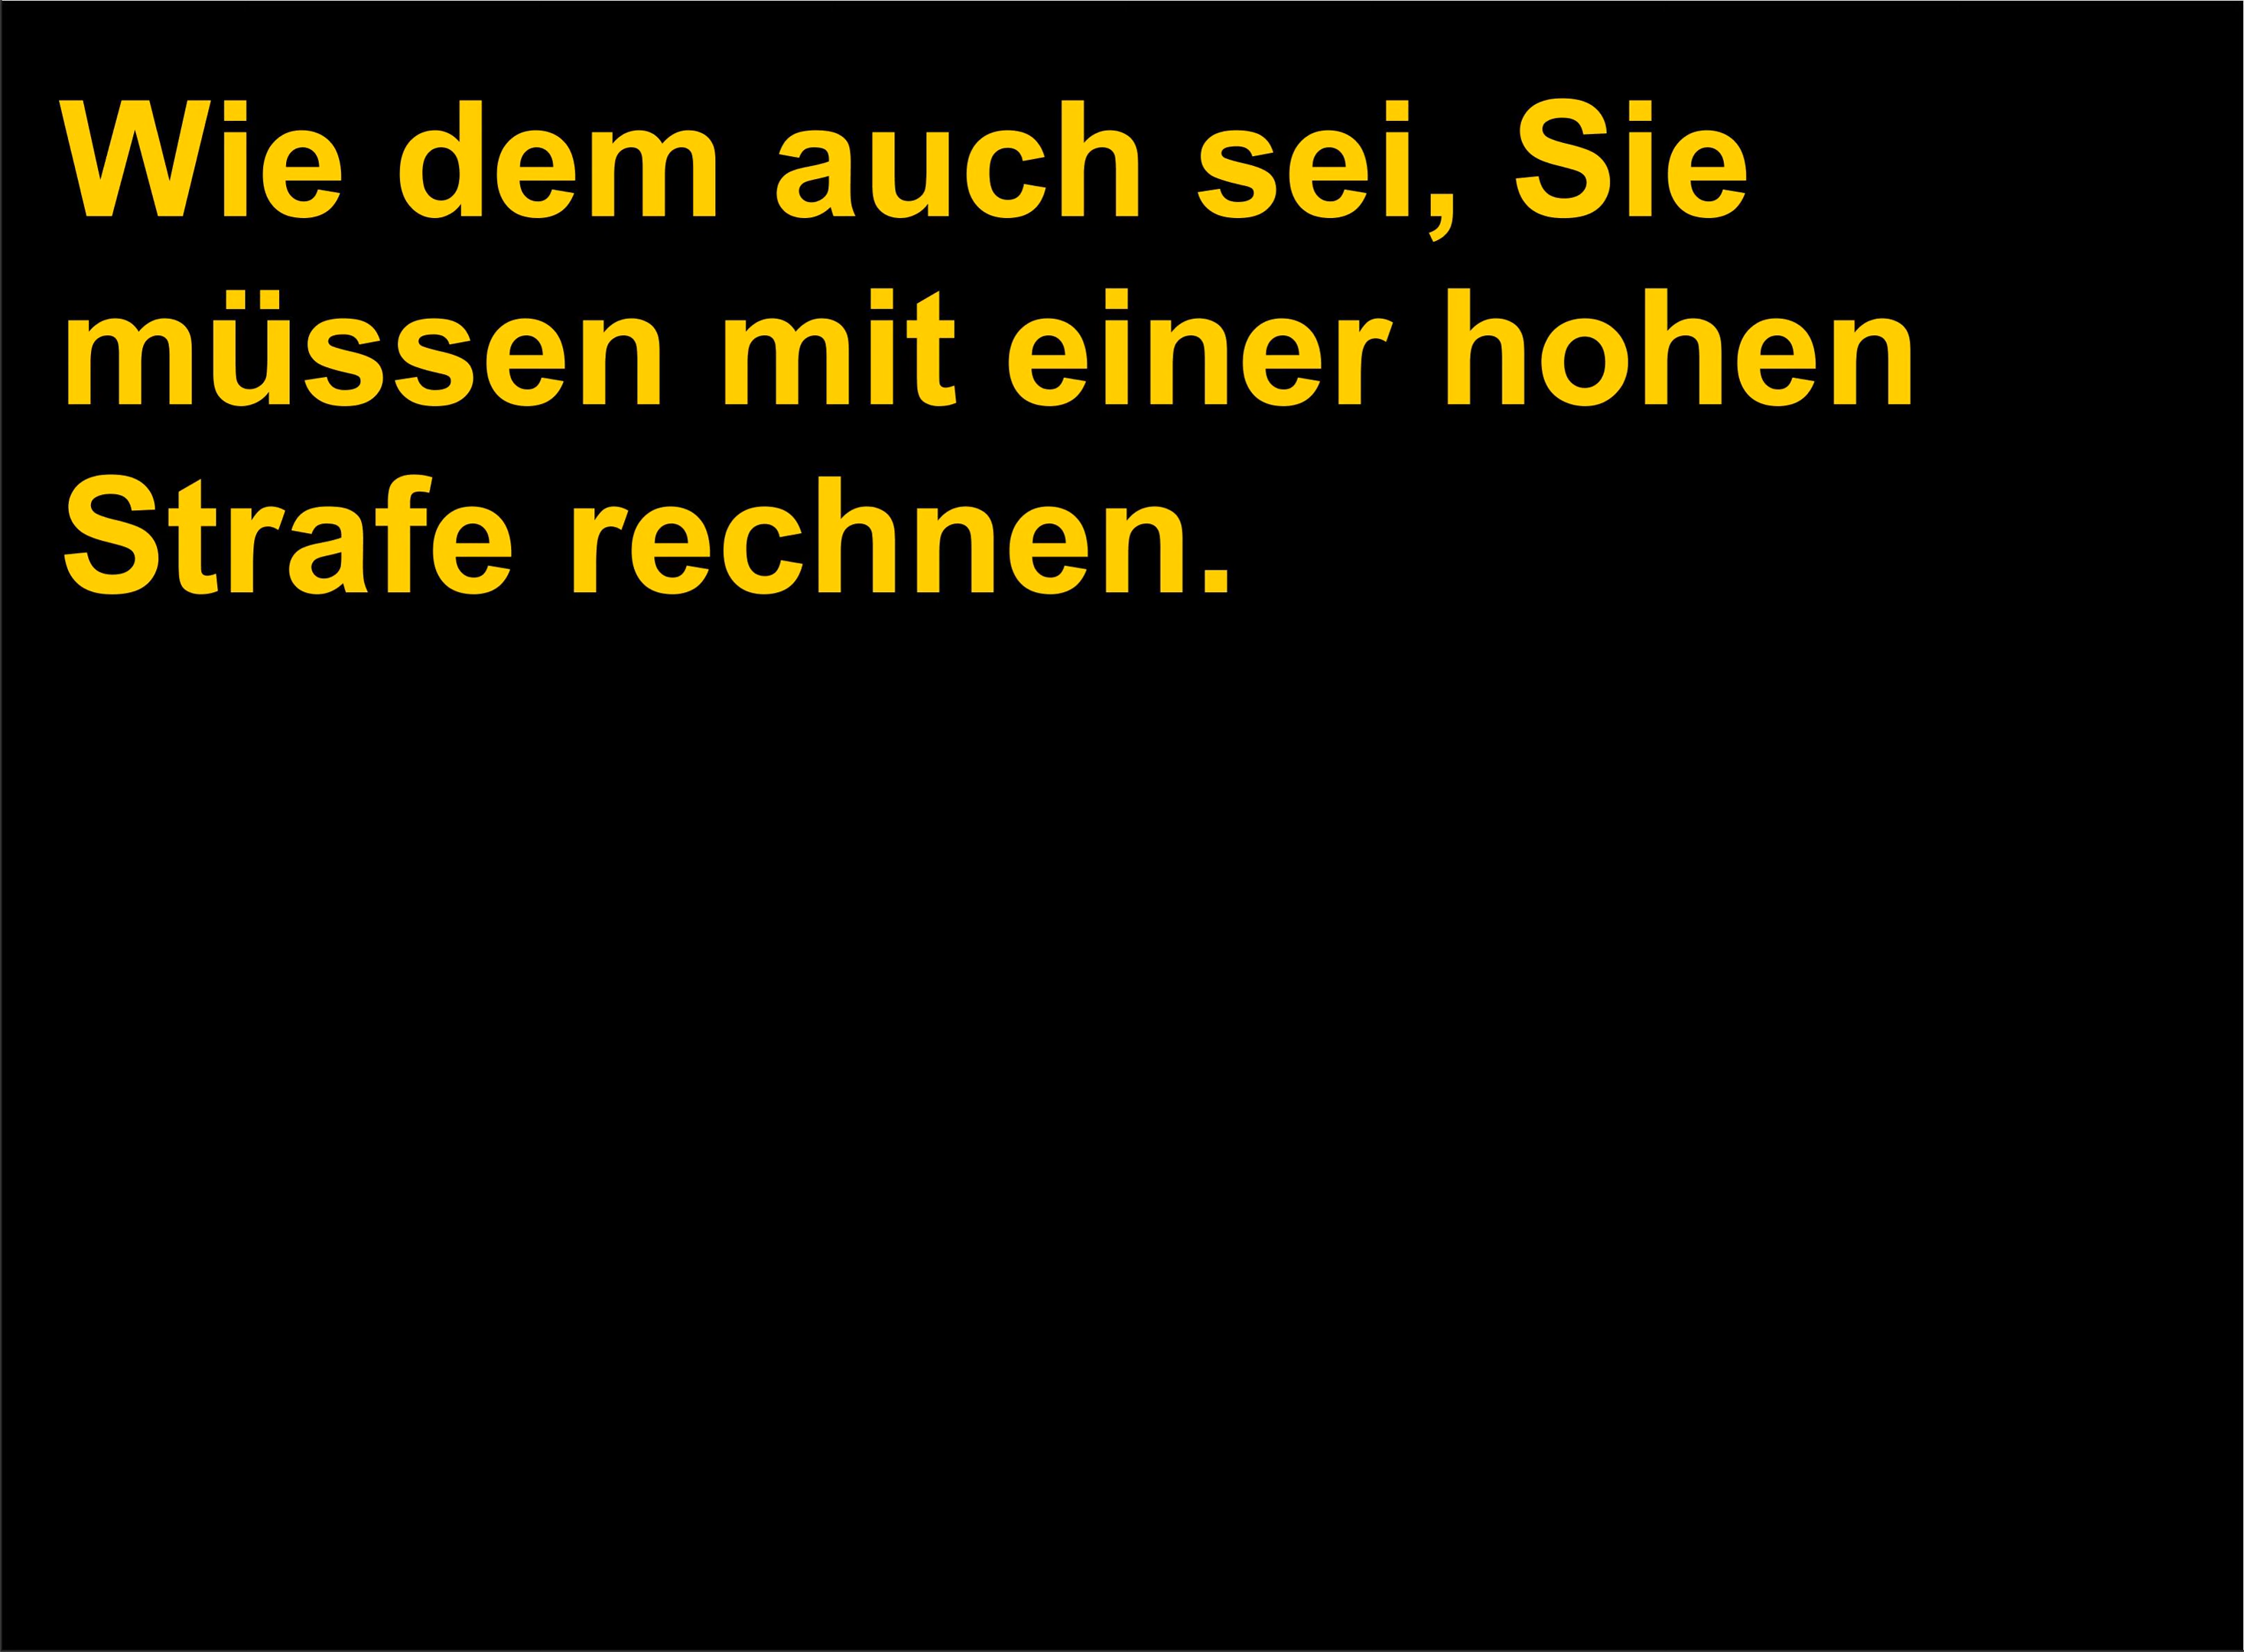 Wie dem auch sei, Sie
müssen mit einer hohen
Strafe rechnen.